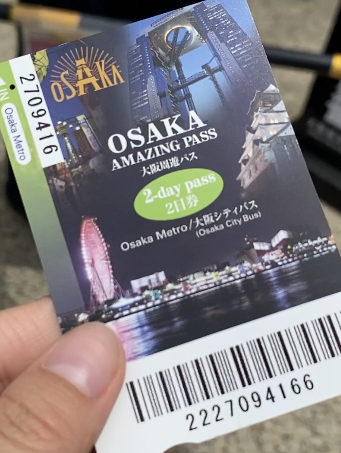 OSAKA
2709416
Osaka Metro
OSAKA
AMAZING PASS
大阪周遊パス
2-day pass
2日券
Osaka Metro/大阪シティバス
(Osaka City Bus)
2227094166